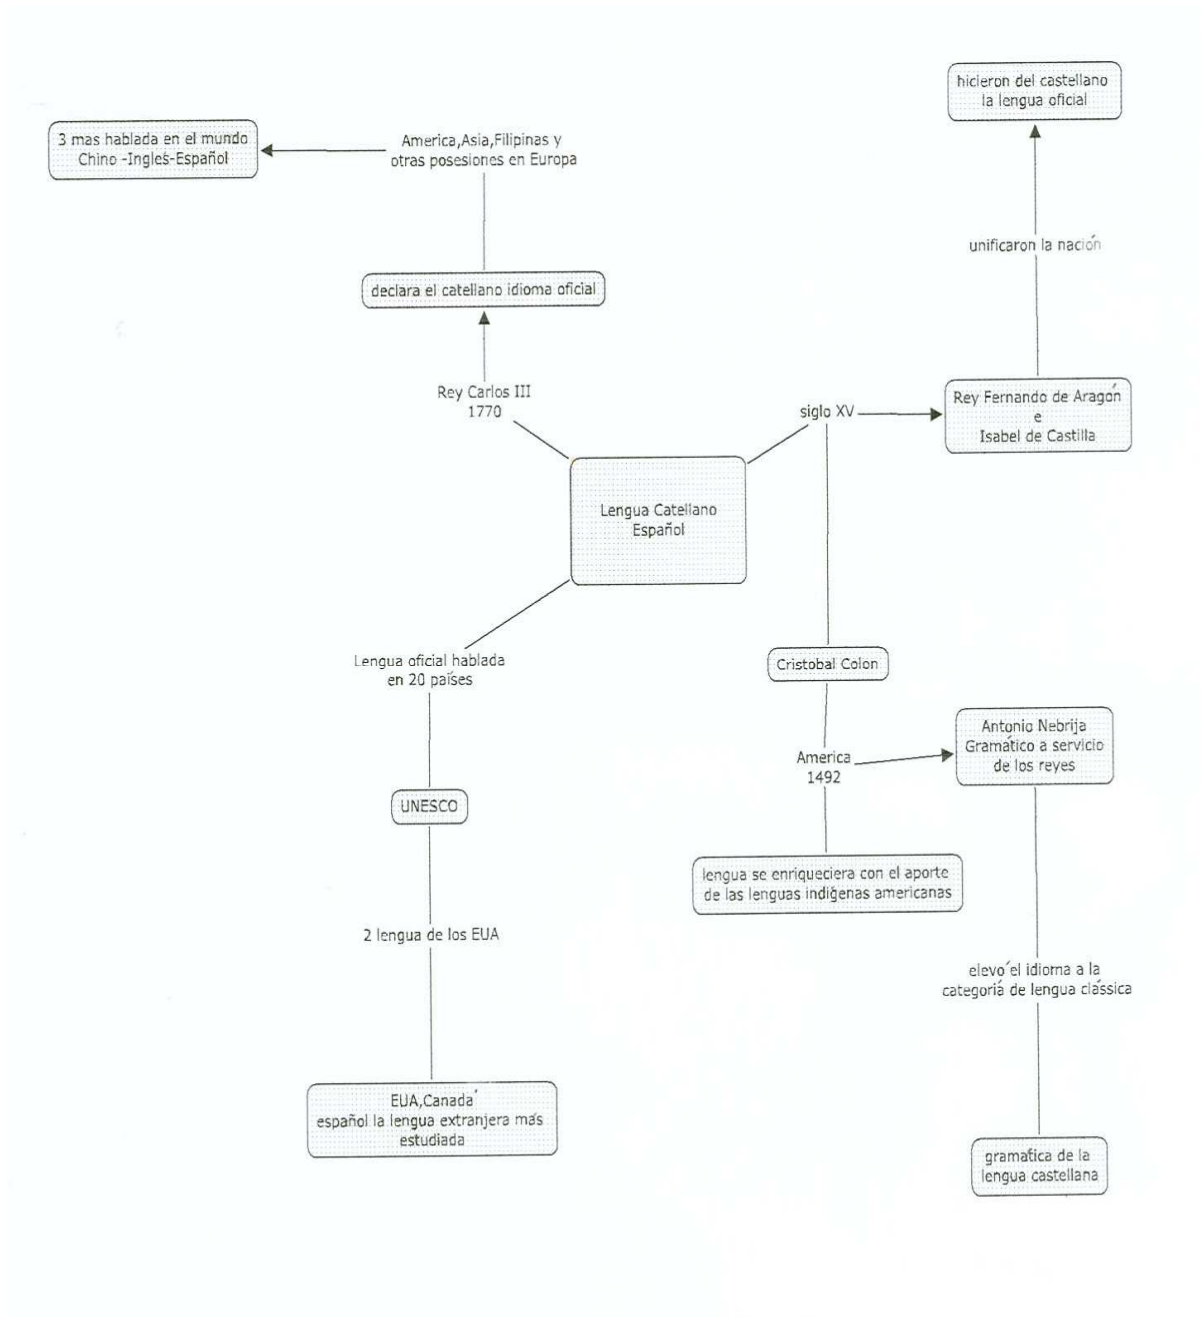 hicieron del castellano
la lengua oficial
3 mas hablada en el mundo
Chino -Inglés-Español
America,Asia,Filipinas y
otras posesiones en Europa
unificaron la nación
declara el catellano idioma oficial
Rey Carlos III
1770
siglo XV
Rey Fernando de Aragón
e
Isabel de Castilla
Lengua Catellano
Español
Lengua oficial hablada
en 20 países
Cristobal Colon
Antonio Nebrija
Gramático a servicio
de los reyes
America
1492
UNESCO
lengua se enriqueciera con el aporte
de las lenguas indígenas americanas
2 lengua de los EUA
elevó el idioma a la
categoriá de lengua clássica
EUA,Canadá
español la lengua extranjera más
estudiada
gramática de la
lengua castellana